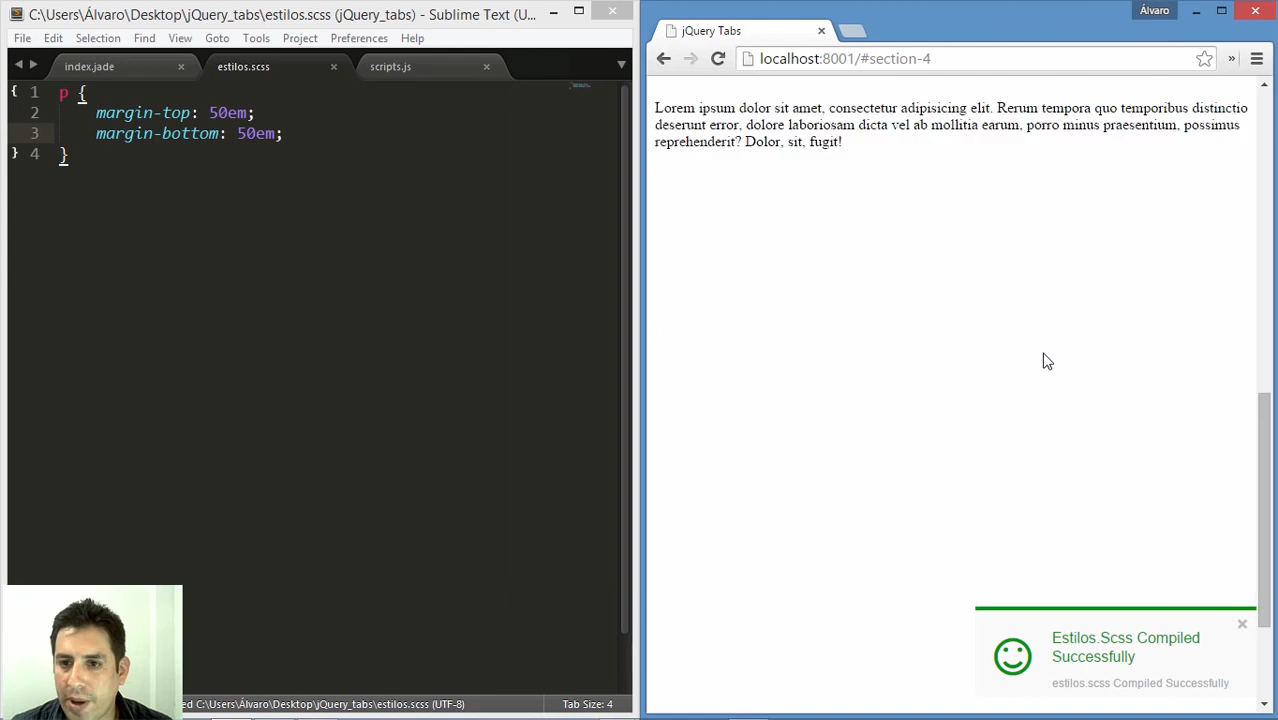 C:\Users\Álvaro\Desktop\jQuery_tabs\estilos.scss (jQuery_tabs) - Sublime Text (U...
File Edit Selection Find View Goto Tools Project Preferences Help
index.jade estilos.scss scripts.js
{ 1 p {
2 margin-top: 50em;
3 margin-bottom: 50em;
} 4 }
ed C:\Users\Álvaro\Desktop\jQuery_tabs\estilos.scss (UTF-8) Tab Size: 4
Álvaro
jQuery Tabs
localhost:8001/#section-4
Lorem ipsum dolor sit amet, consectetur adipisicing elit. Rerum tempora quo temporibus distinctio
deserunt error, dolore laboriosam dicta vel ab mollitia earum, porro minus praesentium, possimus
reprehenderit? Dolor, sit, fugit!
Estilos.Scss Compiled
Successfully
estilos.scss Compiled Successfully